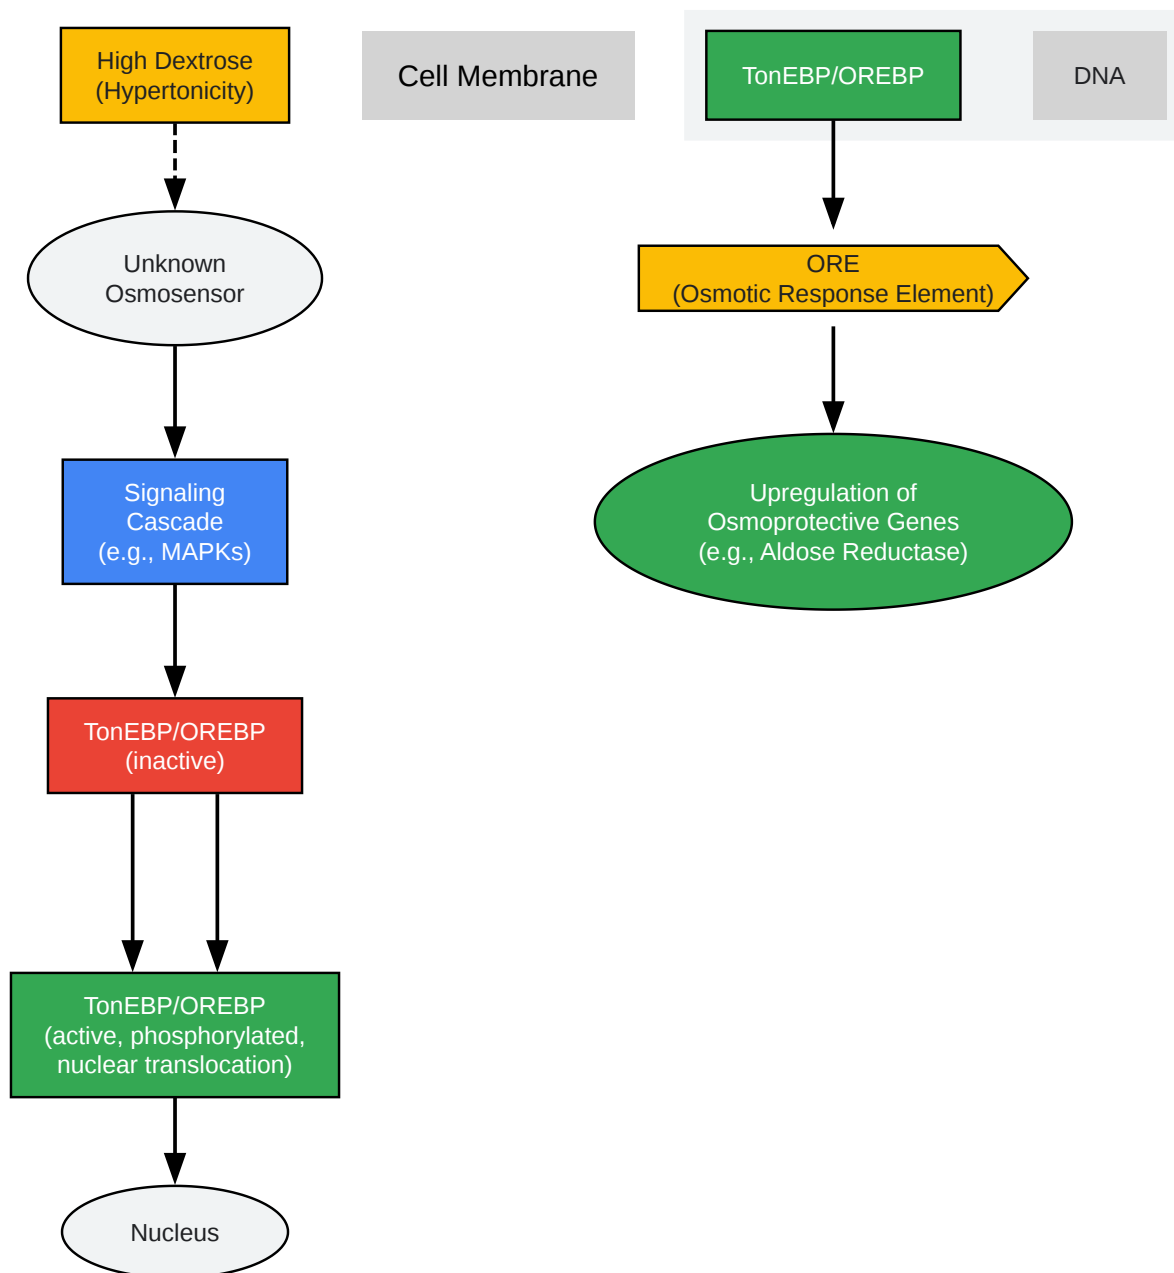 High Dextrose
(Hypertonicity)
Cell Membrane
TonEBP/OREBP
DNA
Unknown
Osmosensor
ORE
(Osmotic Response Element)
Signaling
Cascade
(e.g., MAPKs)
Upregulation of
Osmoprotective Genes
(e.g., Aldose Reductase)
TonEBP/OREBP
(inactive)
TonEBP/OREBP
(active, phosphorylated,
nuclear translocation)
Nucleus